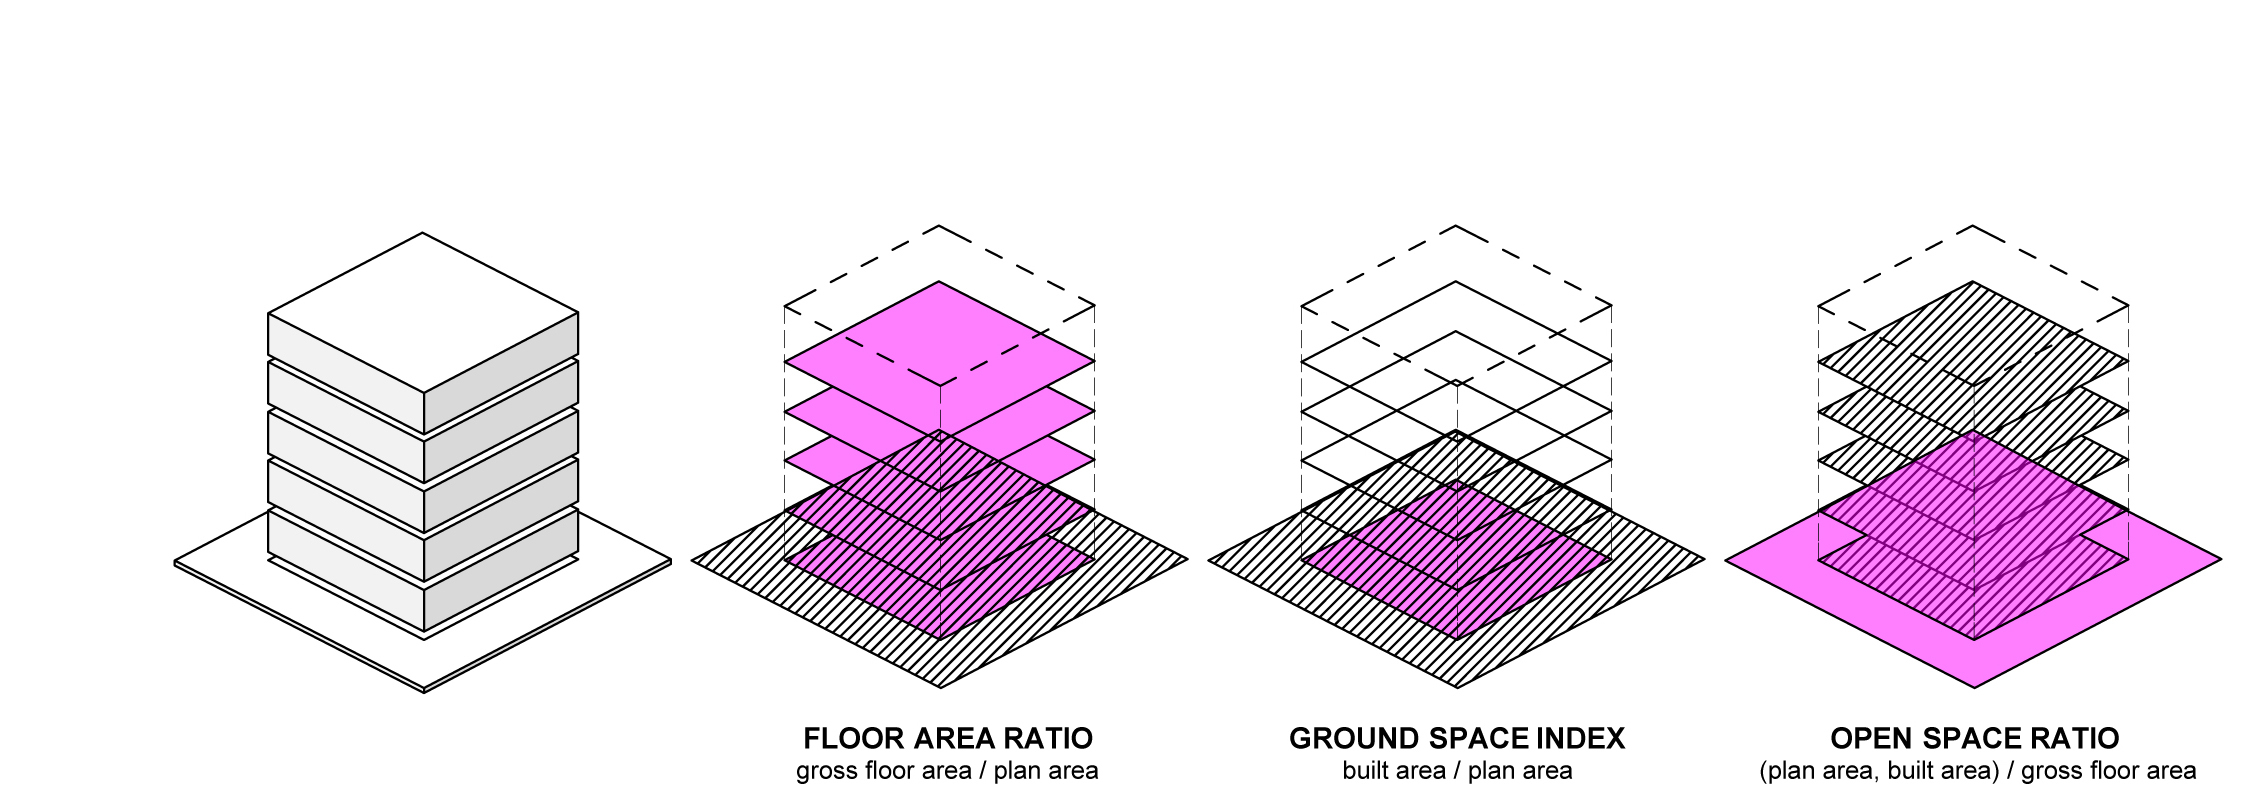 FLOOR AREA RATIO
gross floor area / plan area
GROUND SPACE INDEX
built area / plan area
OPEN SPACE RATIO
(plan area, built area) / gross floor area